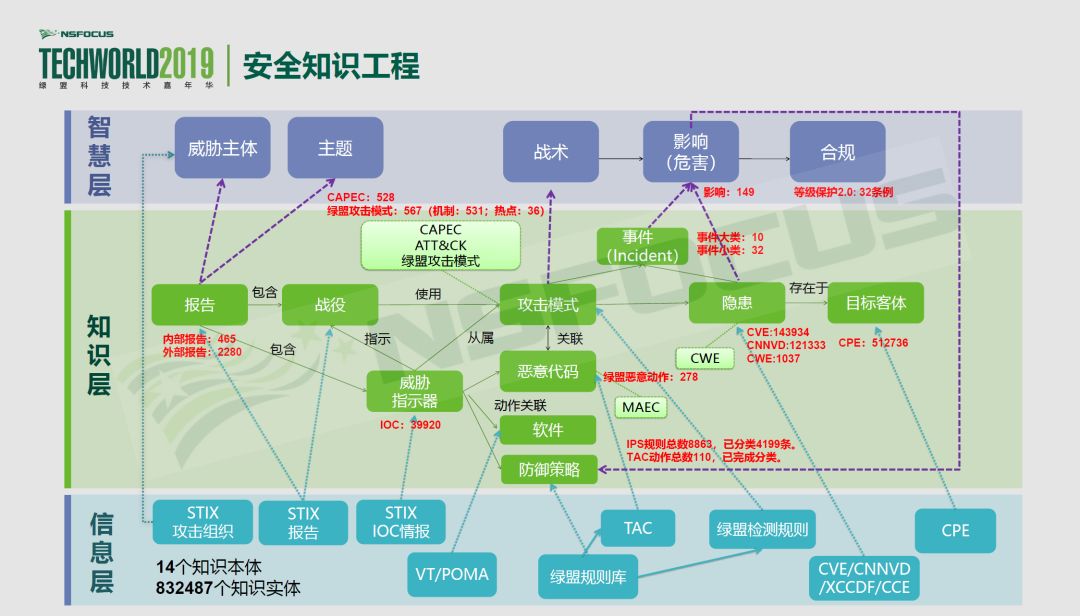 NSFOCUS
TECHWORLD2019
绿盟科技技术嘉年华
安全知识工程
智慧层
威胁主体
主题
战术
影响
（危害）
合规
CAPEC：528
绿盟攻击模式：567（机制：531；热点：36）
影响：149
等级保护2.0: 32条例
知识层
CAPEC
ATT&CK
绿盟攻击模式
事件
（Incident）
事件大类：10
事件小类：32
报告
包含
战役
使用
攻击模式
隐患
存在于
目标客体
内部报告：465
外部报告：2280
包含
指示
从属
关联
CVE:143934
CNNVD:121333
CWE:1037
CPE：512736
CWE
威胁
指示器
恶意代码
绿盟恶意动作：278
MAEC
IOC：39920
动作关联
软件
防御策略
IPS规则总数8863，已分类4199条。
TAC动作总数110，已完成分类。
NSFOCUS
信息层
STIX
攻击组织
STIX
报告
STIX
IOC情报
TAC
绿盟检测规则
CPE
14个知识本体
832487个知识实体
VT/POMA
绿盟规则库
CVE/CNNVD
/XCCDF/CCE